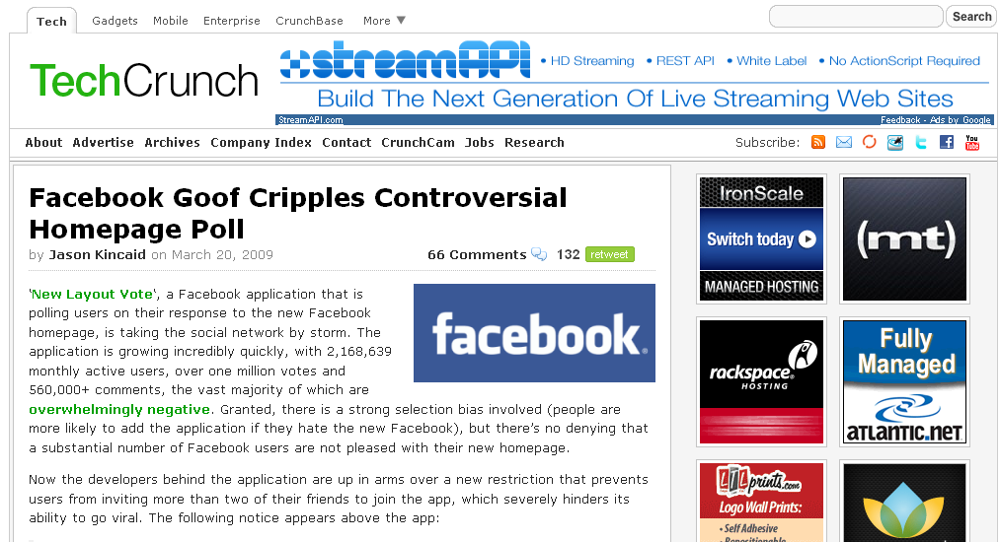 Tech Gadgets Mobile Enterprise CrunchBase More Search
TechCrunch
streamAPI • HD Streaming • REST API • White Label • No ActionScript Required
Build The Next Generation Of Live Streaming Web Sites
StreamAPI.com Feedback - Ads by Google
About Advertise Archives Company Index Contact CrunchCam Jobs Research Subscribe: You Tube
Facebook Goof Cripples Controversial
Homepage Poll
by Jason Kincaid on March 20, 2009 66 Comments 132 retweet
‘New Layout Vote‘, a Facebook application that is
polling users on their response to the new Facebook
homepage, is taking the social network by storm. The
application is growing incredibly quickly, with 2,168,639
monthly active users, over one million votes and
560,000+ comments, the vast majority of which are
overwhelmingly negative. Granted, there is a strong selection bias involved (people are
more likely to add the application if they hate the new Facebook), but there’s no denying that
a substantial number of Facebook users are not pleased with their new homepage.
facebook®
Now the developers behind the application are up in arms over a new restriction that prevents
users from inviting more than two of their friends to join the app, which severely hinders its
ability to go viral. The following notice appears above the app:
IronScale
Switch today
MANAGED HOSTING
(mt)
rackspace®
HOSTING
Fully
Managed
ATLANTIC.NET
LILprints.com
Logo Wall Prints:
• Self Adhesive
• Repositionable